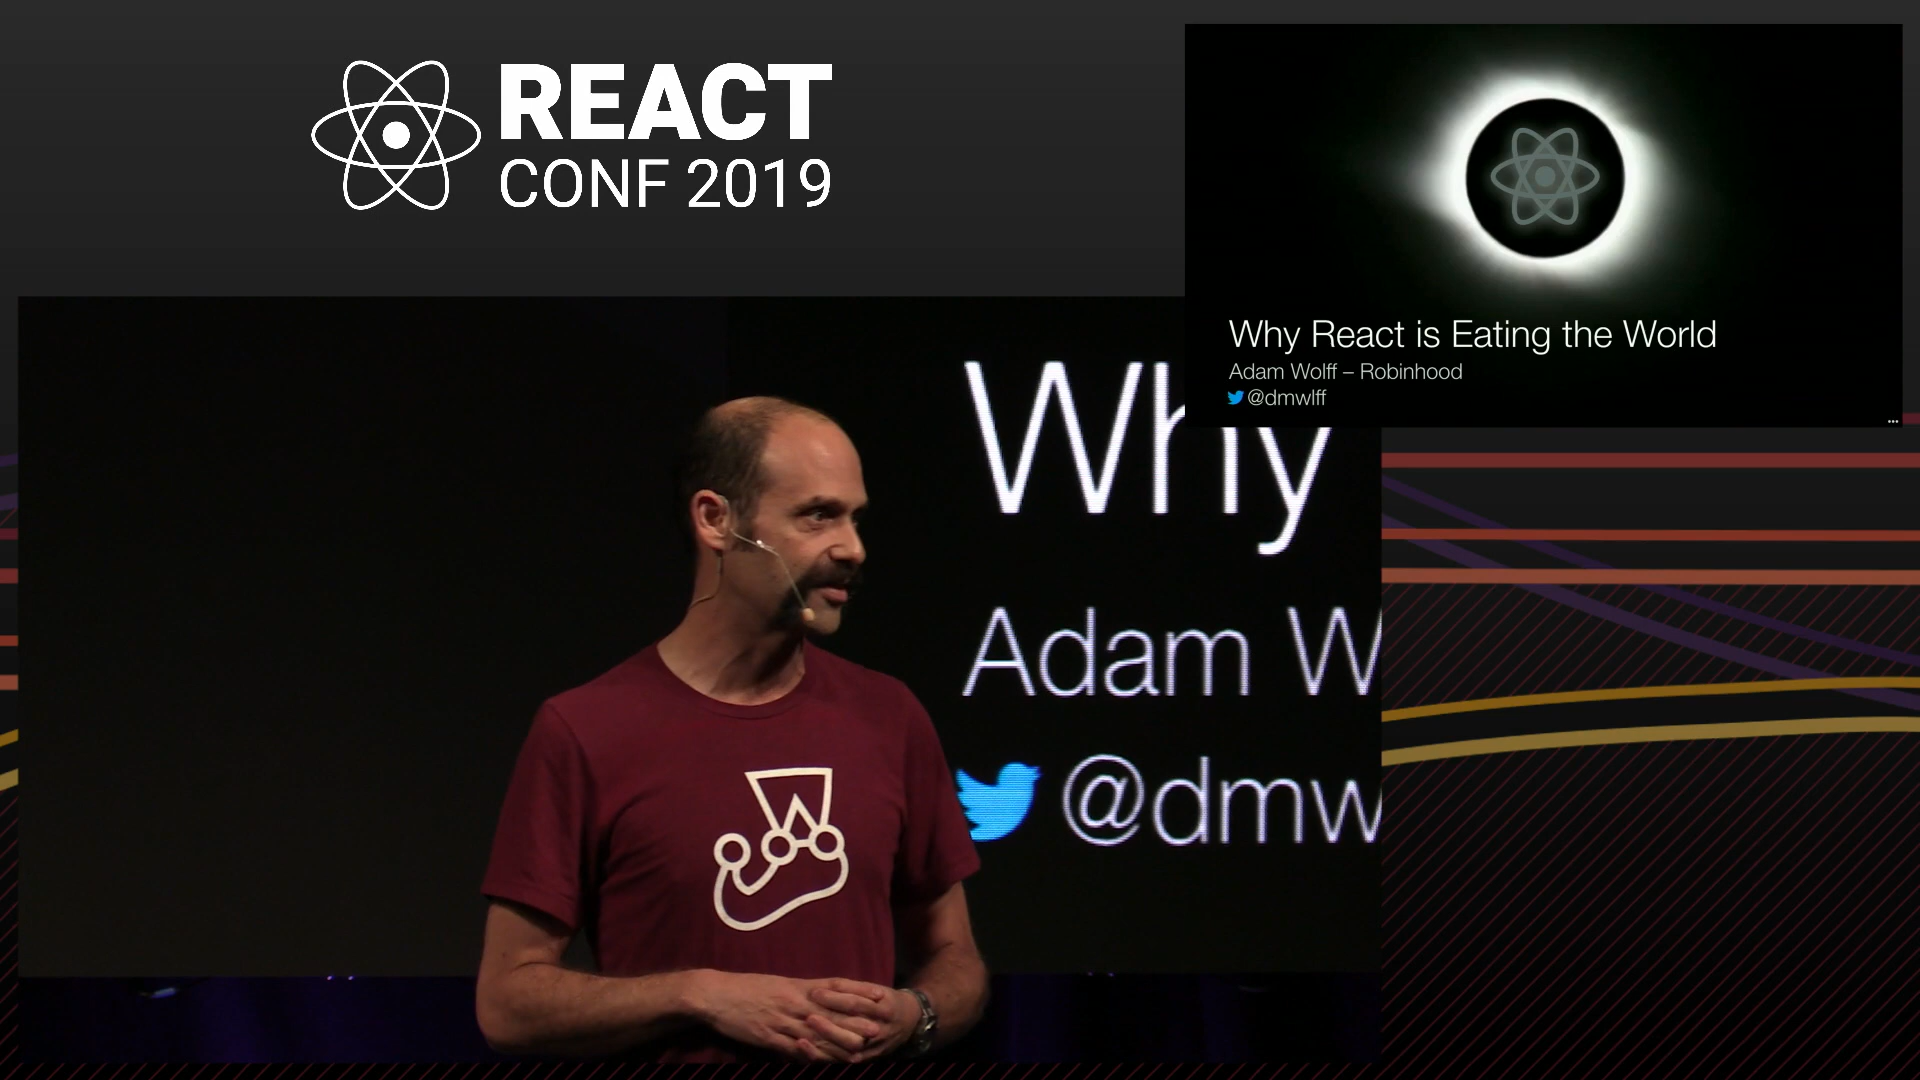 REACT
CONF 2019
Why React is Eating the World
Adam Wolff – Robinhood
@dmwlff
Why
Adam W
@dmw